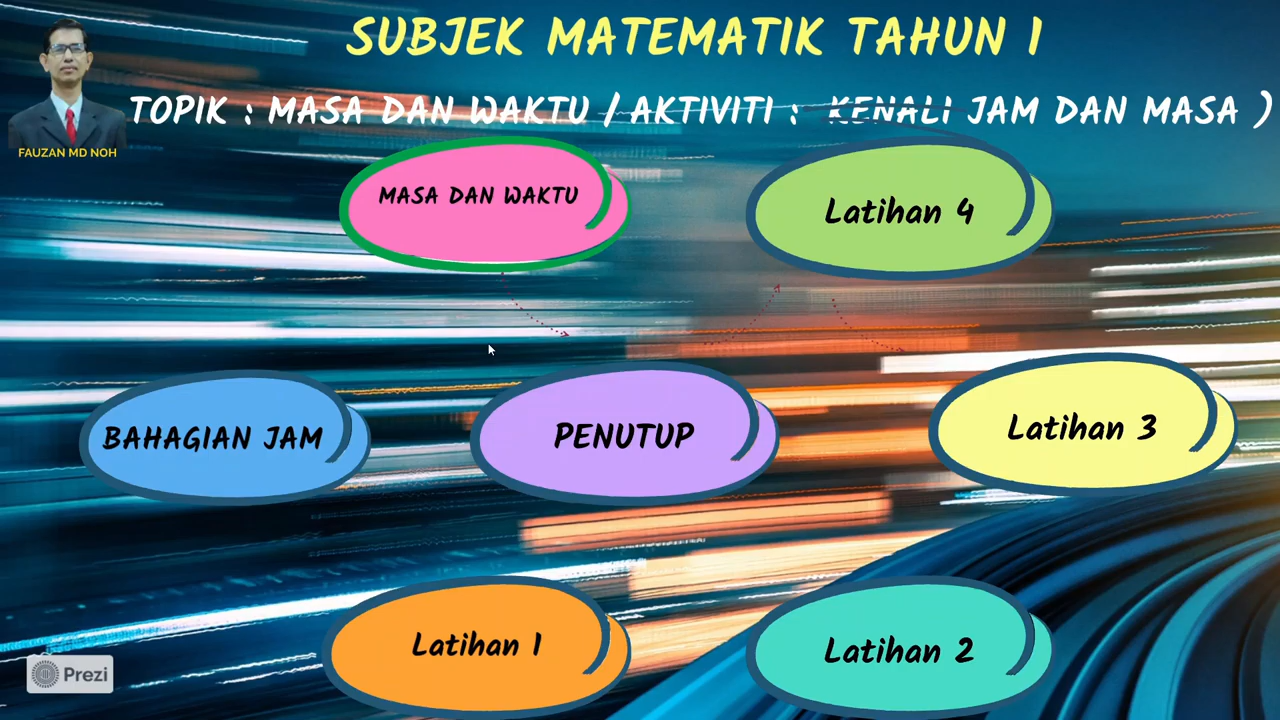 SUBJEK MATEMATIK TAHUN 1
TOPIK : MASA DAN WAKTU / AKTIVITI : KENALI JAM DAN MASA )
FAUZAN MD NOH
MASA DAN WAKTU
Latihan 4
BAHAGIAN JAM
PENUTUP
Latihan 3
Latihan 1
Latihan 2
Prezi